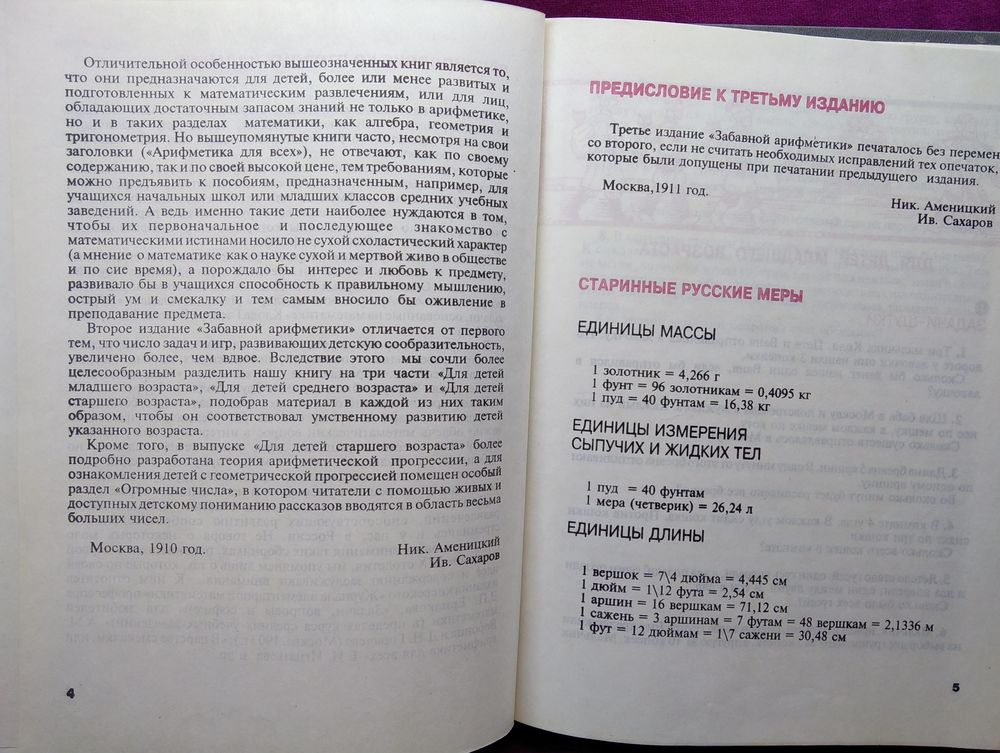 Отличительной особенностью вышеозначенных книг является то,
что они предназначаются для детей, более или менее развитых и
подготовленных к математическим развлечениям, или для лиц,
обладающих достаточным запасом знаний не только в арифметике,
но и в таких разделах математики, как алгебра, геометрия и
тригонометрия. Но вышеупомянутые книги часто, несмотря на свои
заголовки («Арифметика для всех»), не отвечают, как по своему
содержанию, так и по своей высокой цене, тем требованиям, которые
можно предъявить к пособиям, предназначенным, например, для
учащихся начальных школ или младших классов средних учебных
заведений. А ведь именно такие дети наиболее нуждаются в том,
чтобы их первоначальное и последующее знакомство с
математическими истинами носило не сухой схоластический характер
(а мнение о математике как о науке сухой и мертвой живо в обществе
и по сие время), а порождало бы интерес и любовь к предмету,
развивало бы в учащихся способность к правильному мышлению,
острый ум и смекалку и тем самым вносило бы оживление в
преподавание предмета.
Второе издание «Забавной арифметики» отличается от первого
тем, что число задач и игр, развивающих детскую сообразительность,
увеличено более, чем вдвое. Вследствие этого мы сочли более
целесообразным разделить нашу книгу на три части «Для детей
младшего возраста», «Для детей среднего возраста» и «Для детей
старшего возраста», подобрав материал в каждой из них таким
образом, чтобы он соответствовал умственному развитию детей
указанного возраста.
Кроме того, в выпуске «Для детей старшего возраста» более
подробно разработана теория арифметической прогрессии, а для
ознакомления детей с геометрической прогрессией помещен особый
раздел «Огромные числа», в котором читатели с помощью живых и
доступных детскому пониманию рассказов вводятся в область весьма
больших чисел.
Москва, 1910 год. Ник. Аменицкий
Ив. Сахаров
4
ПРЕДИСЛОВИЕ К ТРЕТЬМУ ИЗДАНИЮ
Третье издание «Забавной арифметики» печаталось без перемен
со второго, если не считать необходимых исправлений тех опечаток,
которые были допущены при печатании предыдущего издания.
Москва,1911 год.
Ник. Аменицкий
Ив. Сахаров
СТАРИННЫЕ РУССКИЕ МЕРЫ
ЕДИНИЦЫ МАССЫ
1 золотник = 4,266 г
1 фунт = 96 золотникам = 0,4095 кг
1 пуд = 40 фунтам = 16,38 кг
ЕДИНИЦЫ ИЗМЕРЕНИЯ
СЫПУЧИХ И ЖИДКИХ ТЕЛ
1 пуд = 40 фунтам
1 мера (четверик) = 26,24 л
ЕДИНИЦЫ ДЛИНЫ
1 вершок = 7\4 дюйма = 4,445 см
1 дюйм = 1\12 фута = 2,54 см
1 аршин = 16 вершкам = 71,12 см
1 сажень = 3 аршинам = 7 футам = 48 вершкам = 2,1336 м
1 фут = 12 дюймам = 1\7 сажени = 30,48 см
5